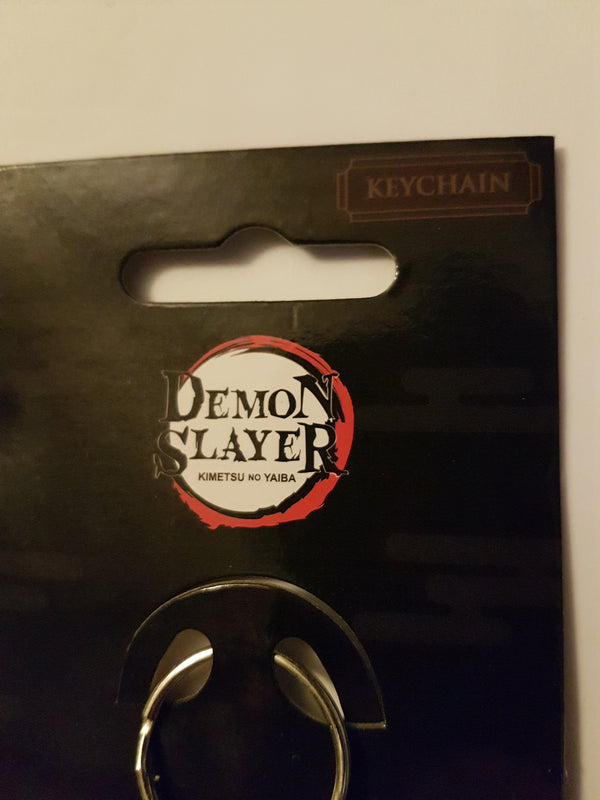 KEYCHAIN
DEMON
SLAYER
KIMETSU NO YAIBA